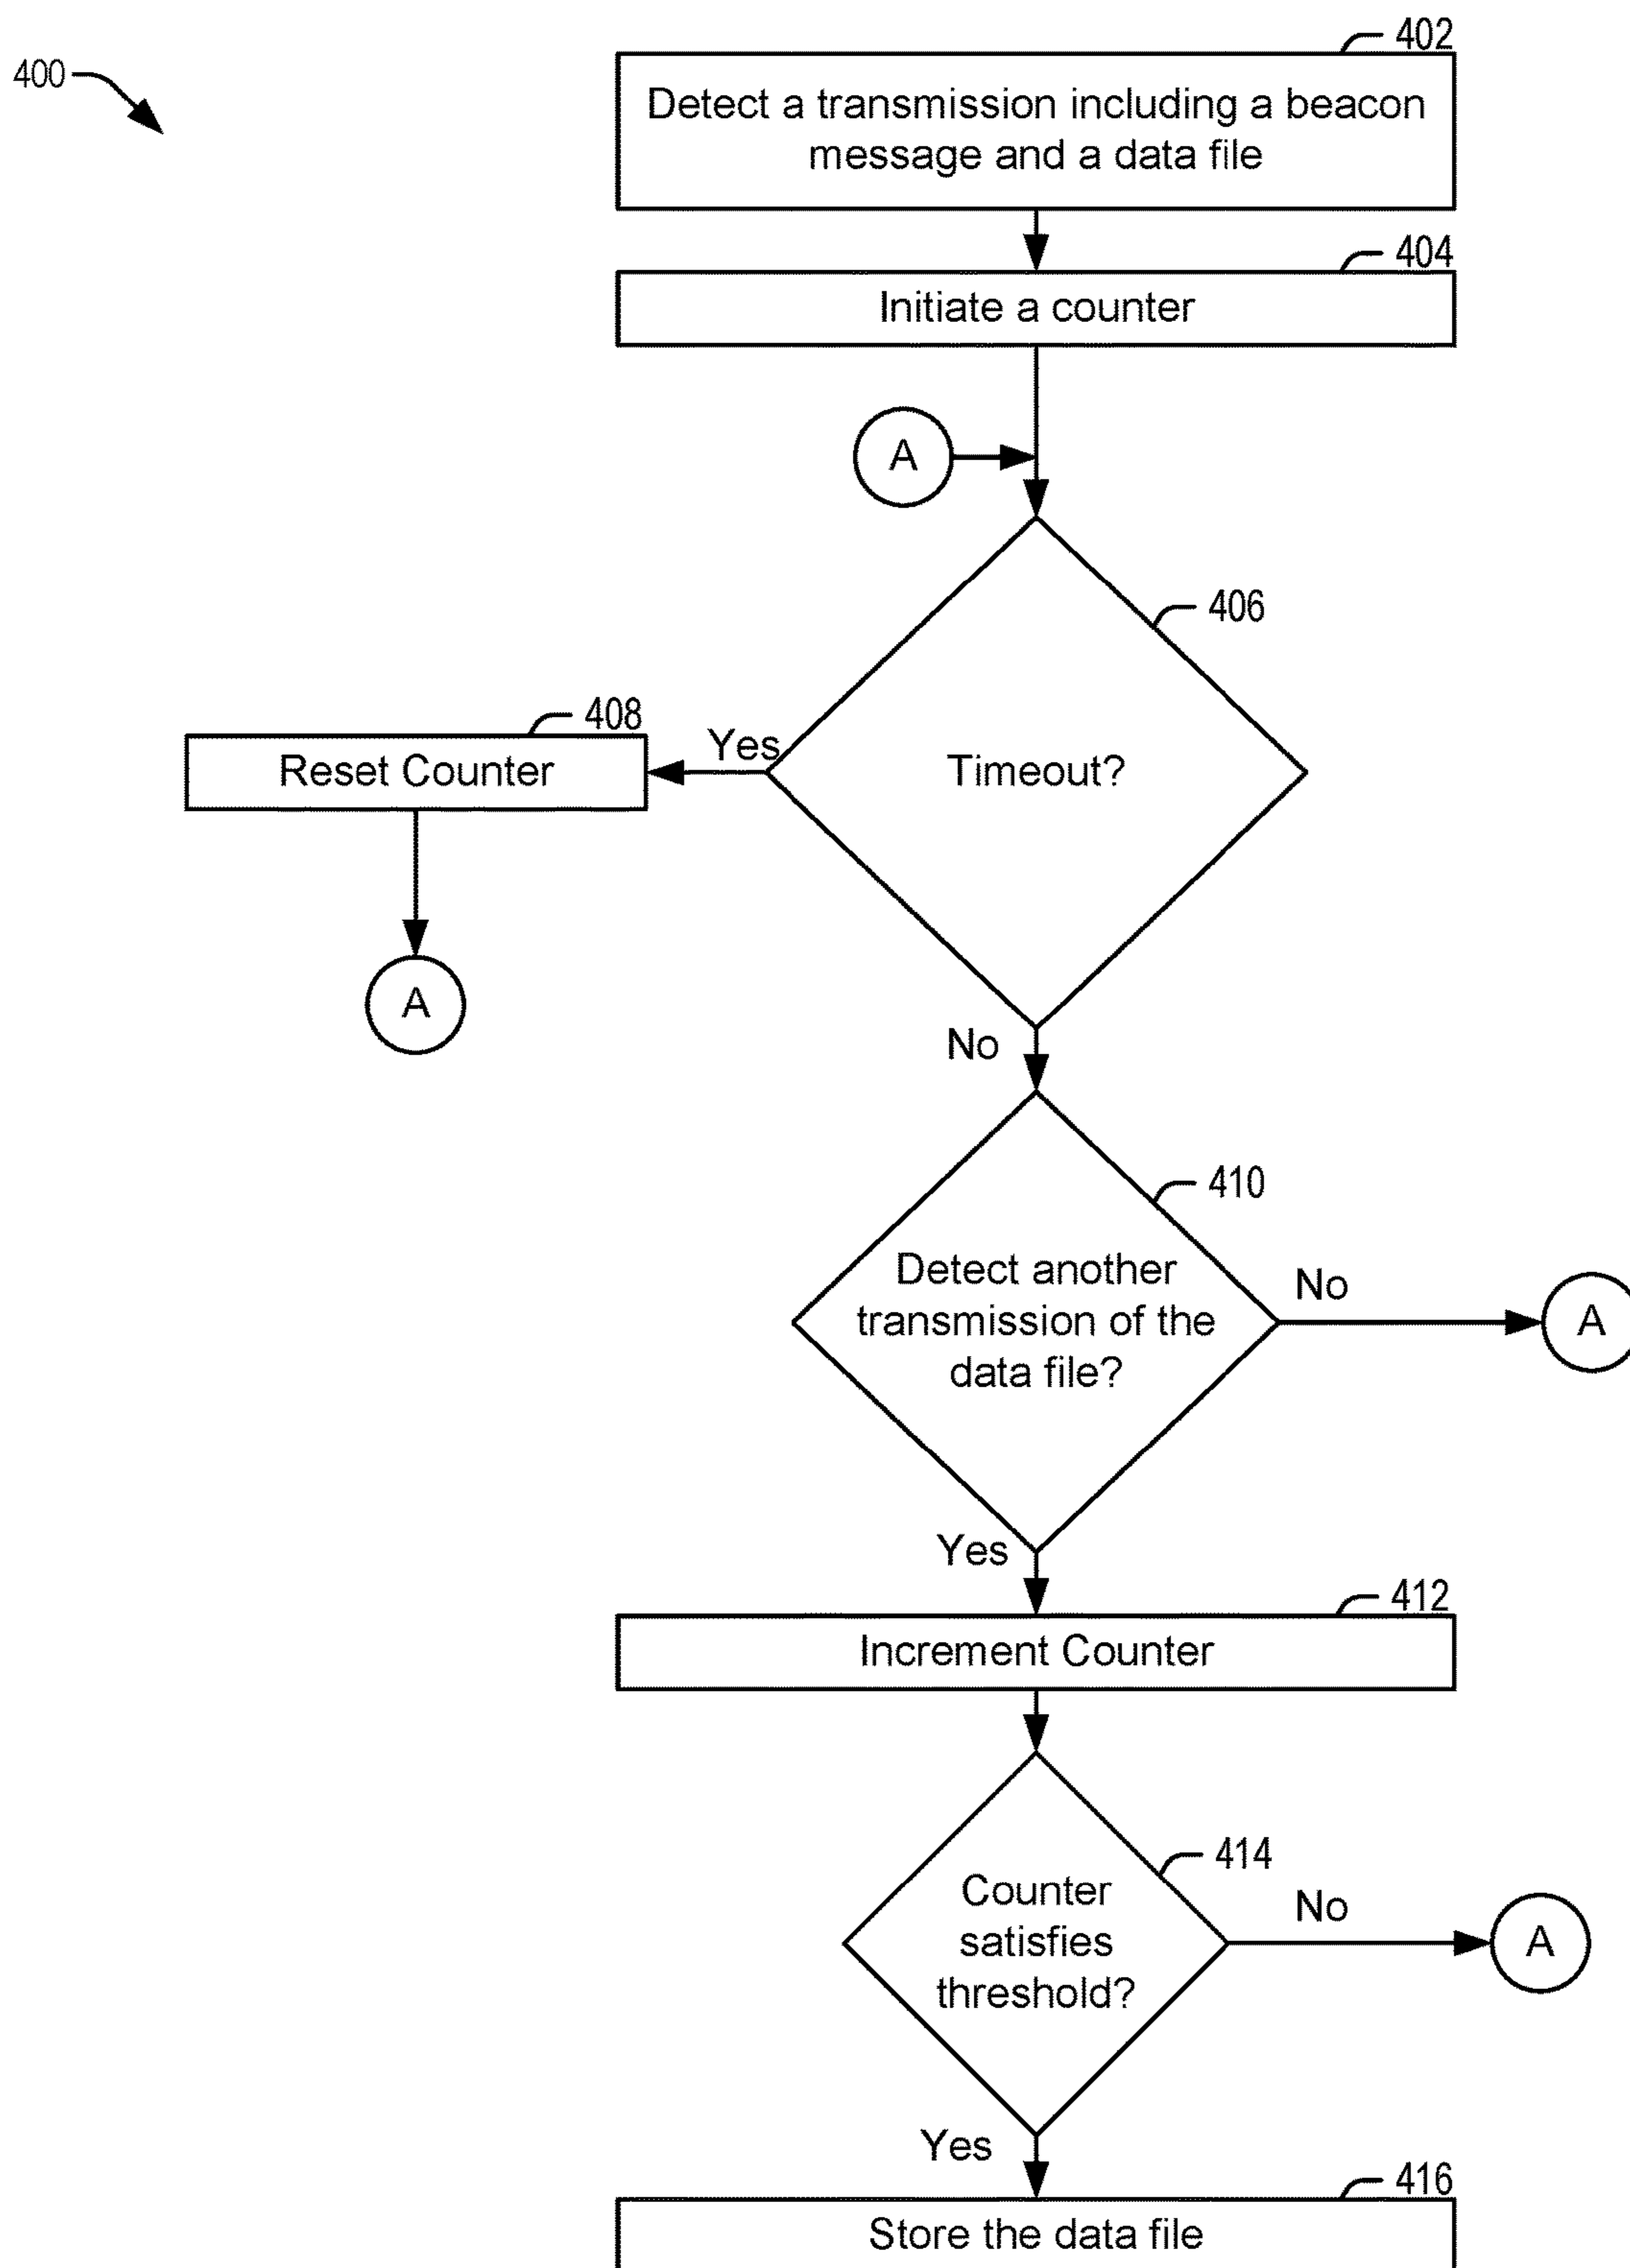 402
400
Detect a transmission including a beacon
message and a data file
404
Initiate a counter
A
406
408
Yes
Reset Counter
Timeout?
A
No
410
Detect another
transmission of the
data file?
No
A
Yes
412
Increment Counter
414
Counter
satisfies
threshold?
No
A
Yes
416
Store the data file